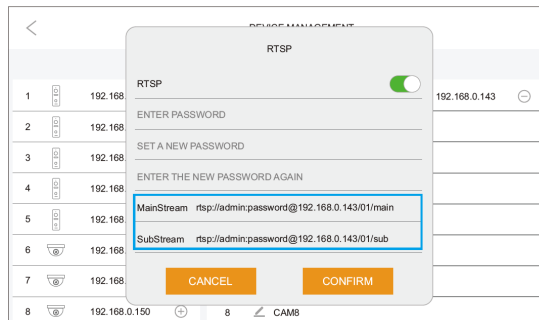 DEVICE MANAGEMENT
RTSP
RTSP
ENTER PASSWORD
SET A NEW PASSWORD
ENTER THE NEW PASSWORD AGAIN
MainStream rtsp://admin:password@192.168.0.143/01/main
SubStream rtsp://admin:password@192.168.0.143/01/sub
CANCEL CONFIRM
1 192.168. 192.168.0.143
2 192.168
3 192.168
4 192.168
5 192.168
6 192.168
7 192.168
8 192.168.0.150 8 CAM8